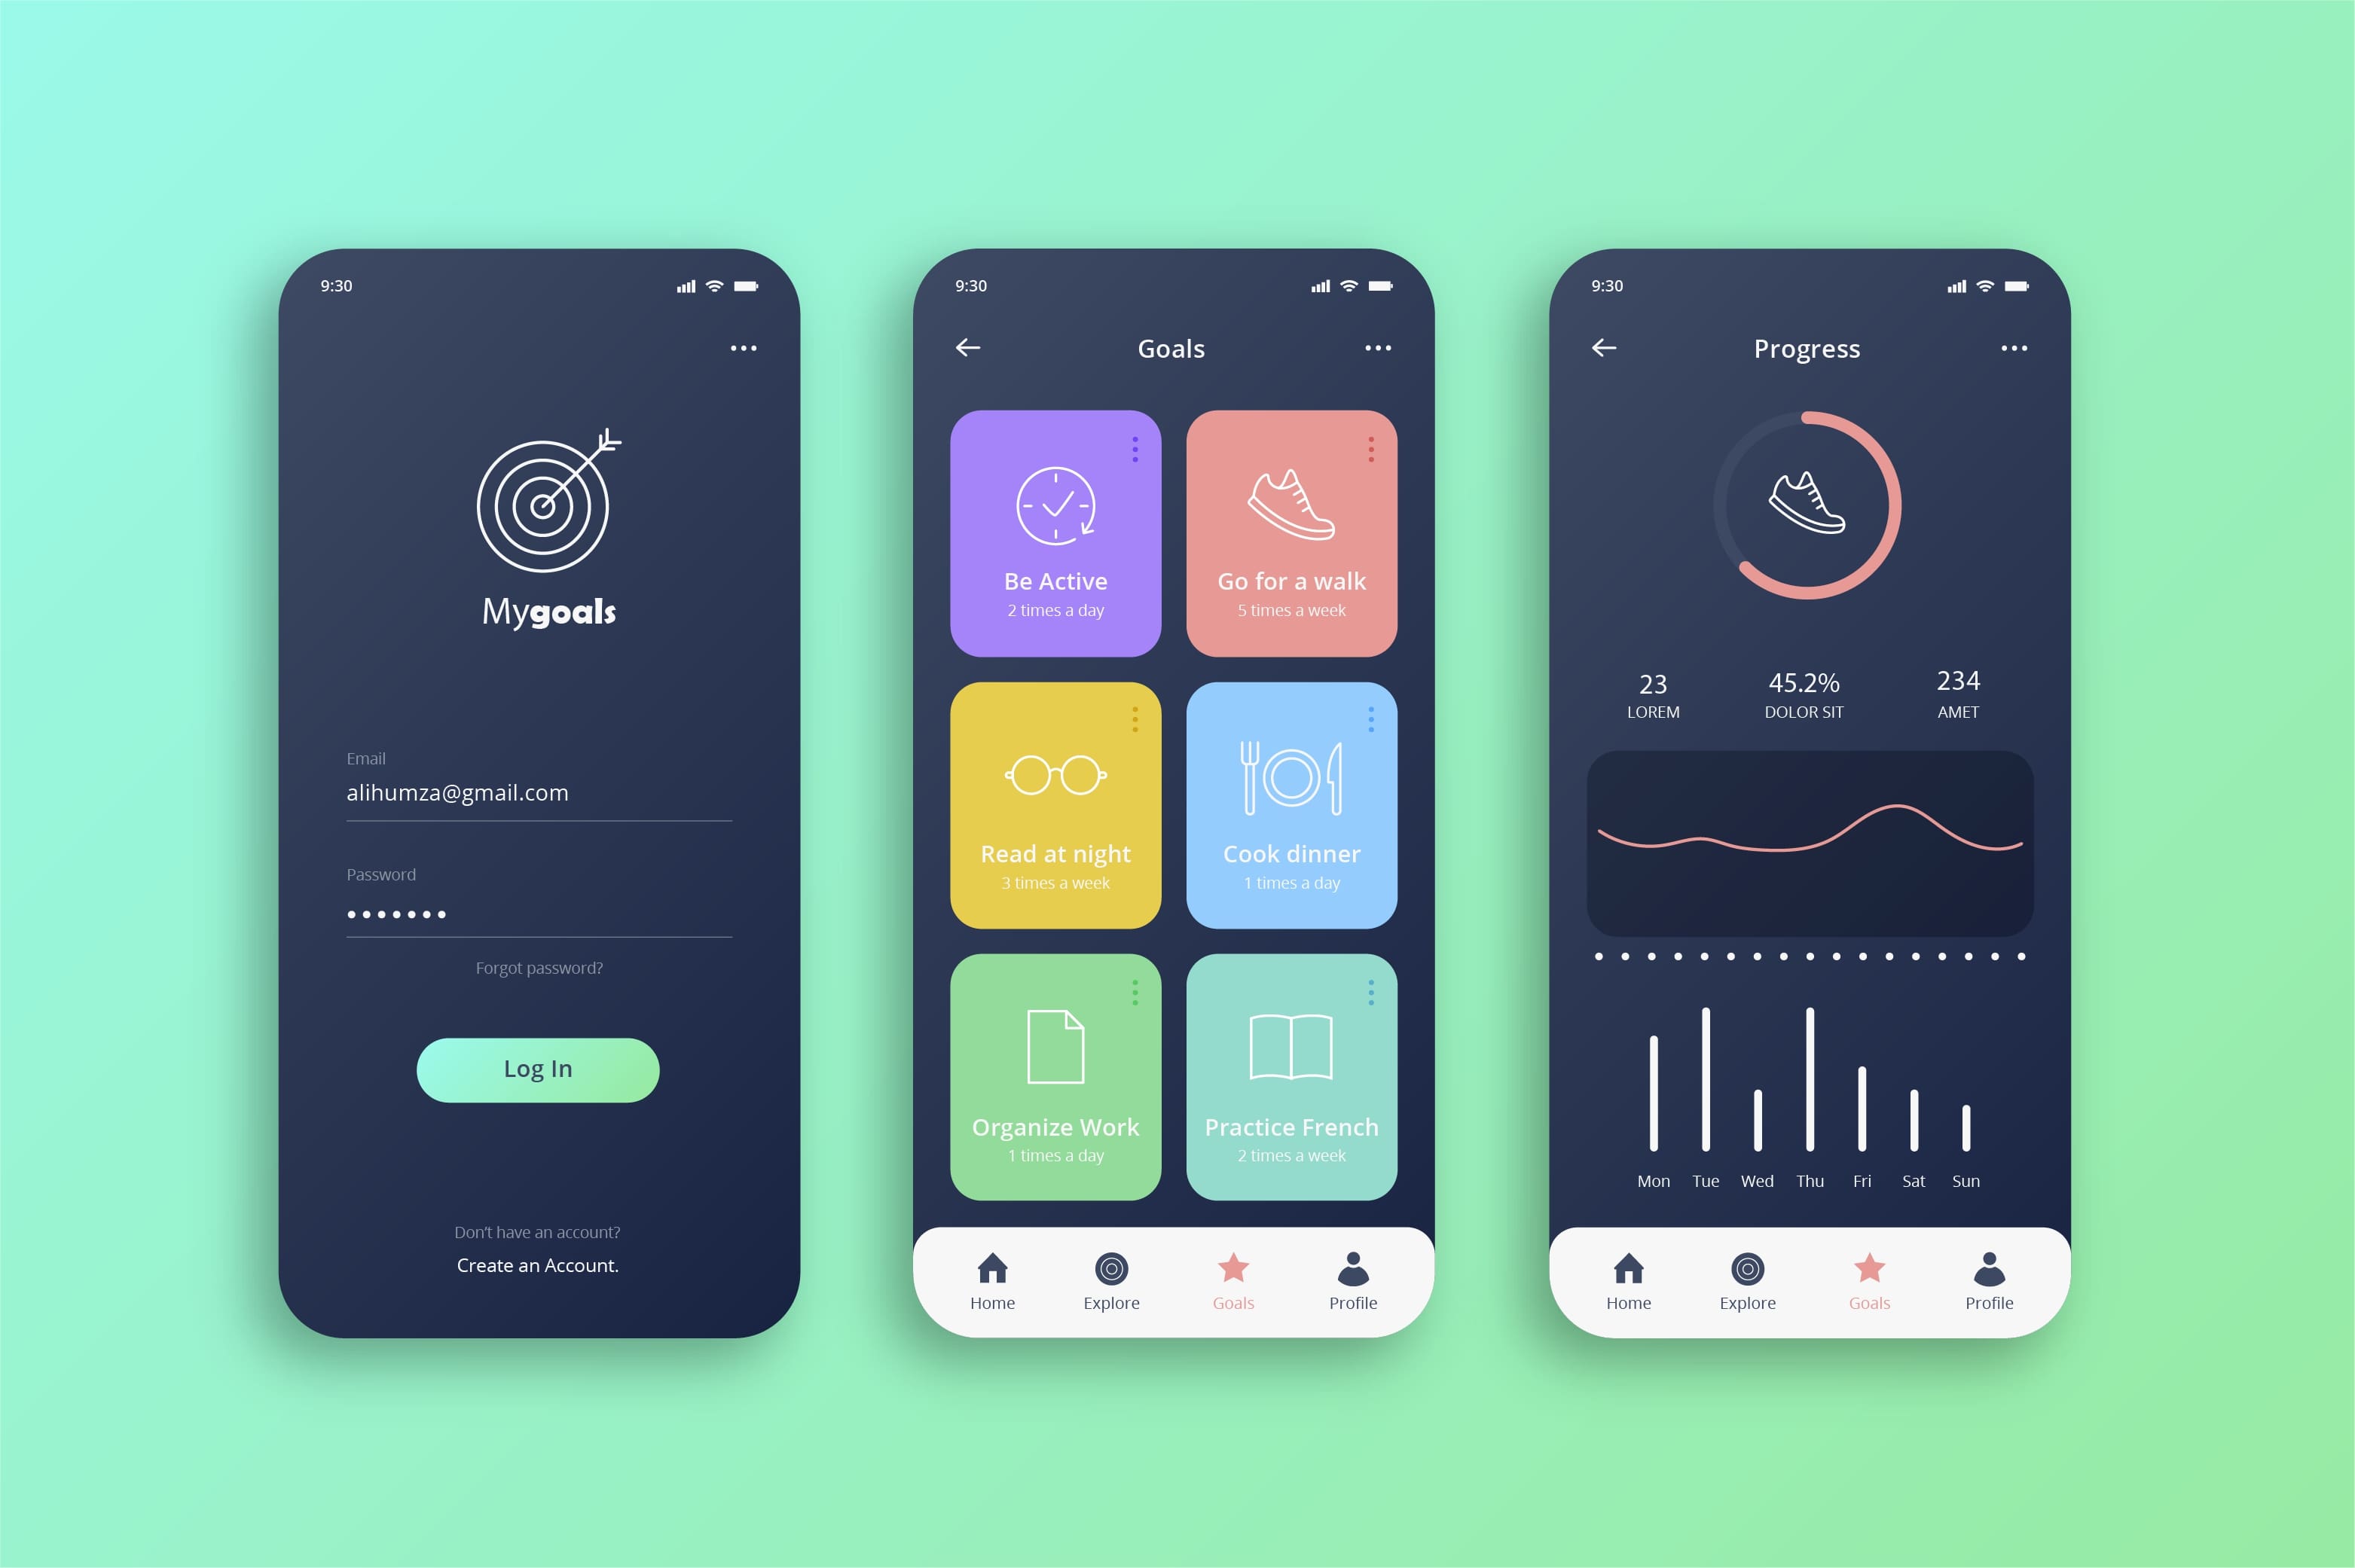 9:30
Mygoals
Email
alihumza@gmail.com
Password
Forgot password?
Log In
Don't have an account?
Create an Account.
9:30
Goals
Be Active
2 times a day
Go for a walk
5 times a week
Read at night
3 times a week
Cook dinner
1 times a day
Organize Work
1 times a day
Practice French
2 times a week
Home Explore Goals Profile
9:30
Progress
23 45.2% 234
LOREM DOLOR SIT AMET
Mon Tue Wed Thu Fri Sat Sun
Home Explore Goals Profile